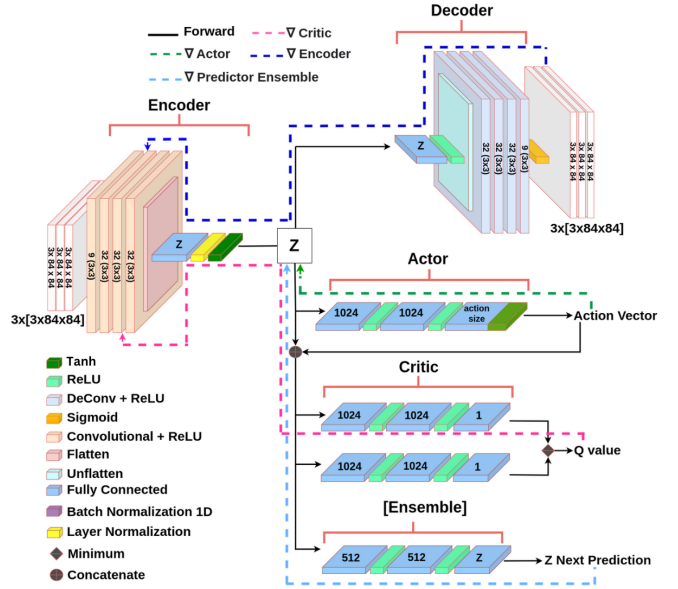 Decoder
Forward
∇ Critic
∇ Actor
∇ Encoder
∇ Predictor Ensemble
Encoder
Z
32 (3x3)
32 (3x3)
32 (3x3)
9 (3x3)
3x 84 x 84
3x 84 x 84
3x 84 x 84
3x[3x84x84]
3x 84 x 84
3x 84 x 84
3x 84 x 84
9 (3x3)
32 (3x3)
32 (3x3)
32 (3x3)
Z
Z
3x[3x84x84]
Actor
1024
1024
action
size
Action Vector
Tanh
ReLU
DeConv + ReLU
Sigmoid
Convolutional + ReLU
Flatten
Unflatten
Fully Connected
Batch Normalization 1D
Layer Normalization
Minimum
Concatenate
Critic
1024
1024
1
Q value
1024
1024
1
[Ensemble]
512
512
Z
Z Next Prediction